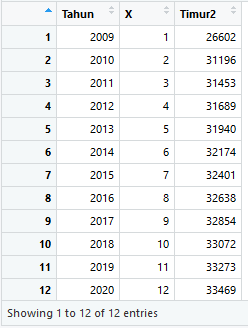 Tahun X Timur2
1 2009 1 26602
2 2010 2 31196
3 2011 3 31453
4 2012 4 31689
5 2013 5 31940
6 2014 6 32174
7 2015 7 32401
8 2016 8 32638
9 2017 9 32854
10 2018 10 33072
11 2019 11 33273
12 2020 12 33469
Showing 1 to 12 of 12 entries